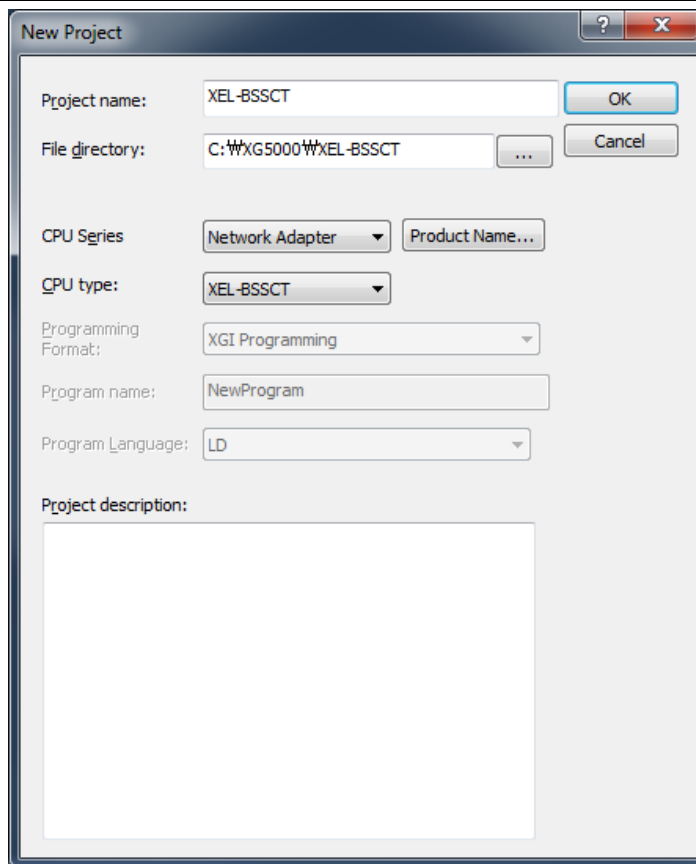 New Project
?
X
Project name: XEL-BSSCT OK
File directory: C:₩XG5000₩XEL-BSSCT ... Cancel
CPU Series Network Adapter Product Name...
CPU type: XEL-BSSCT
Programming
Format: XGI Programming
Program name: NewProgram
Program Language: LD
Project description: